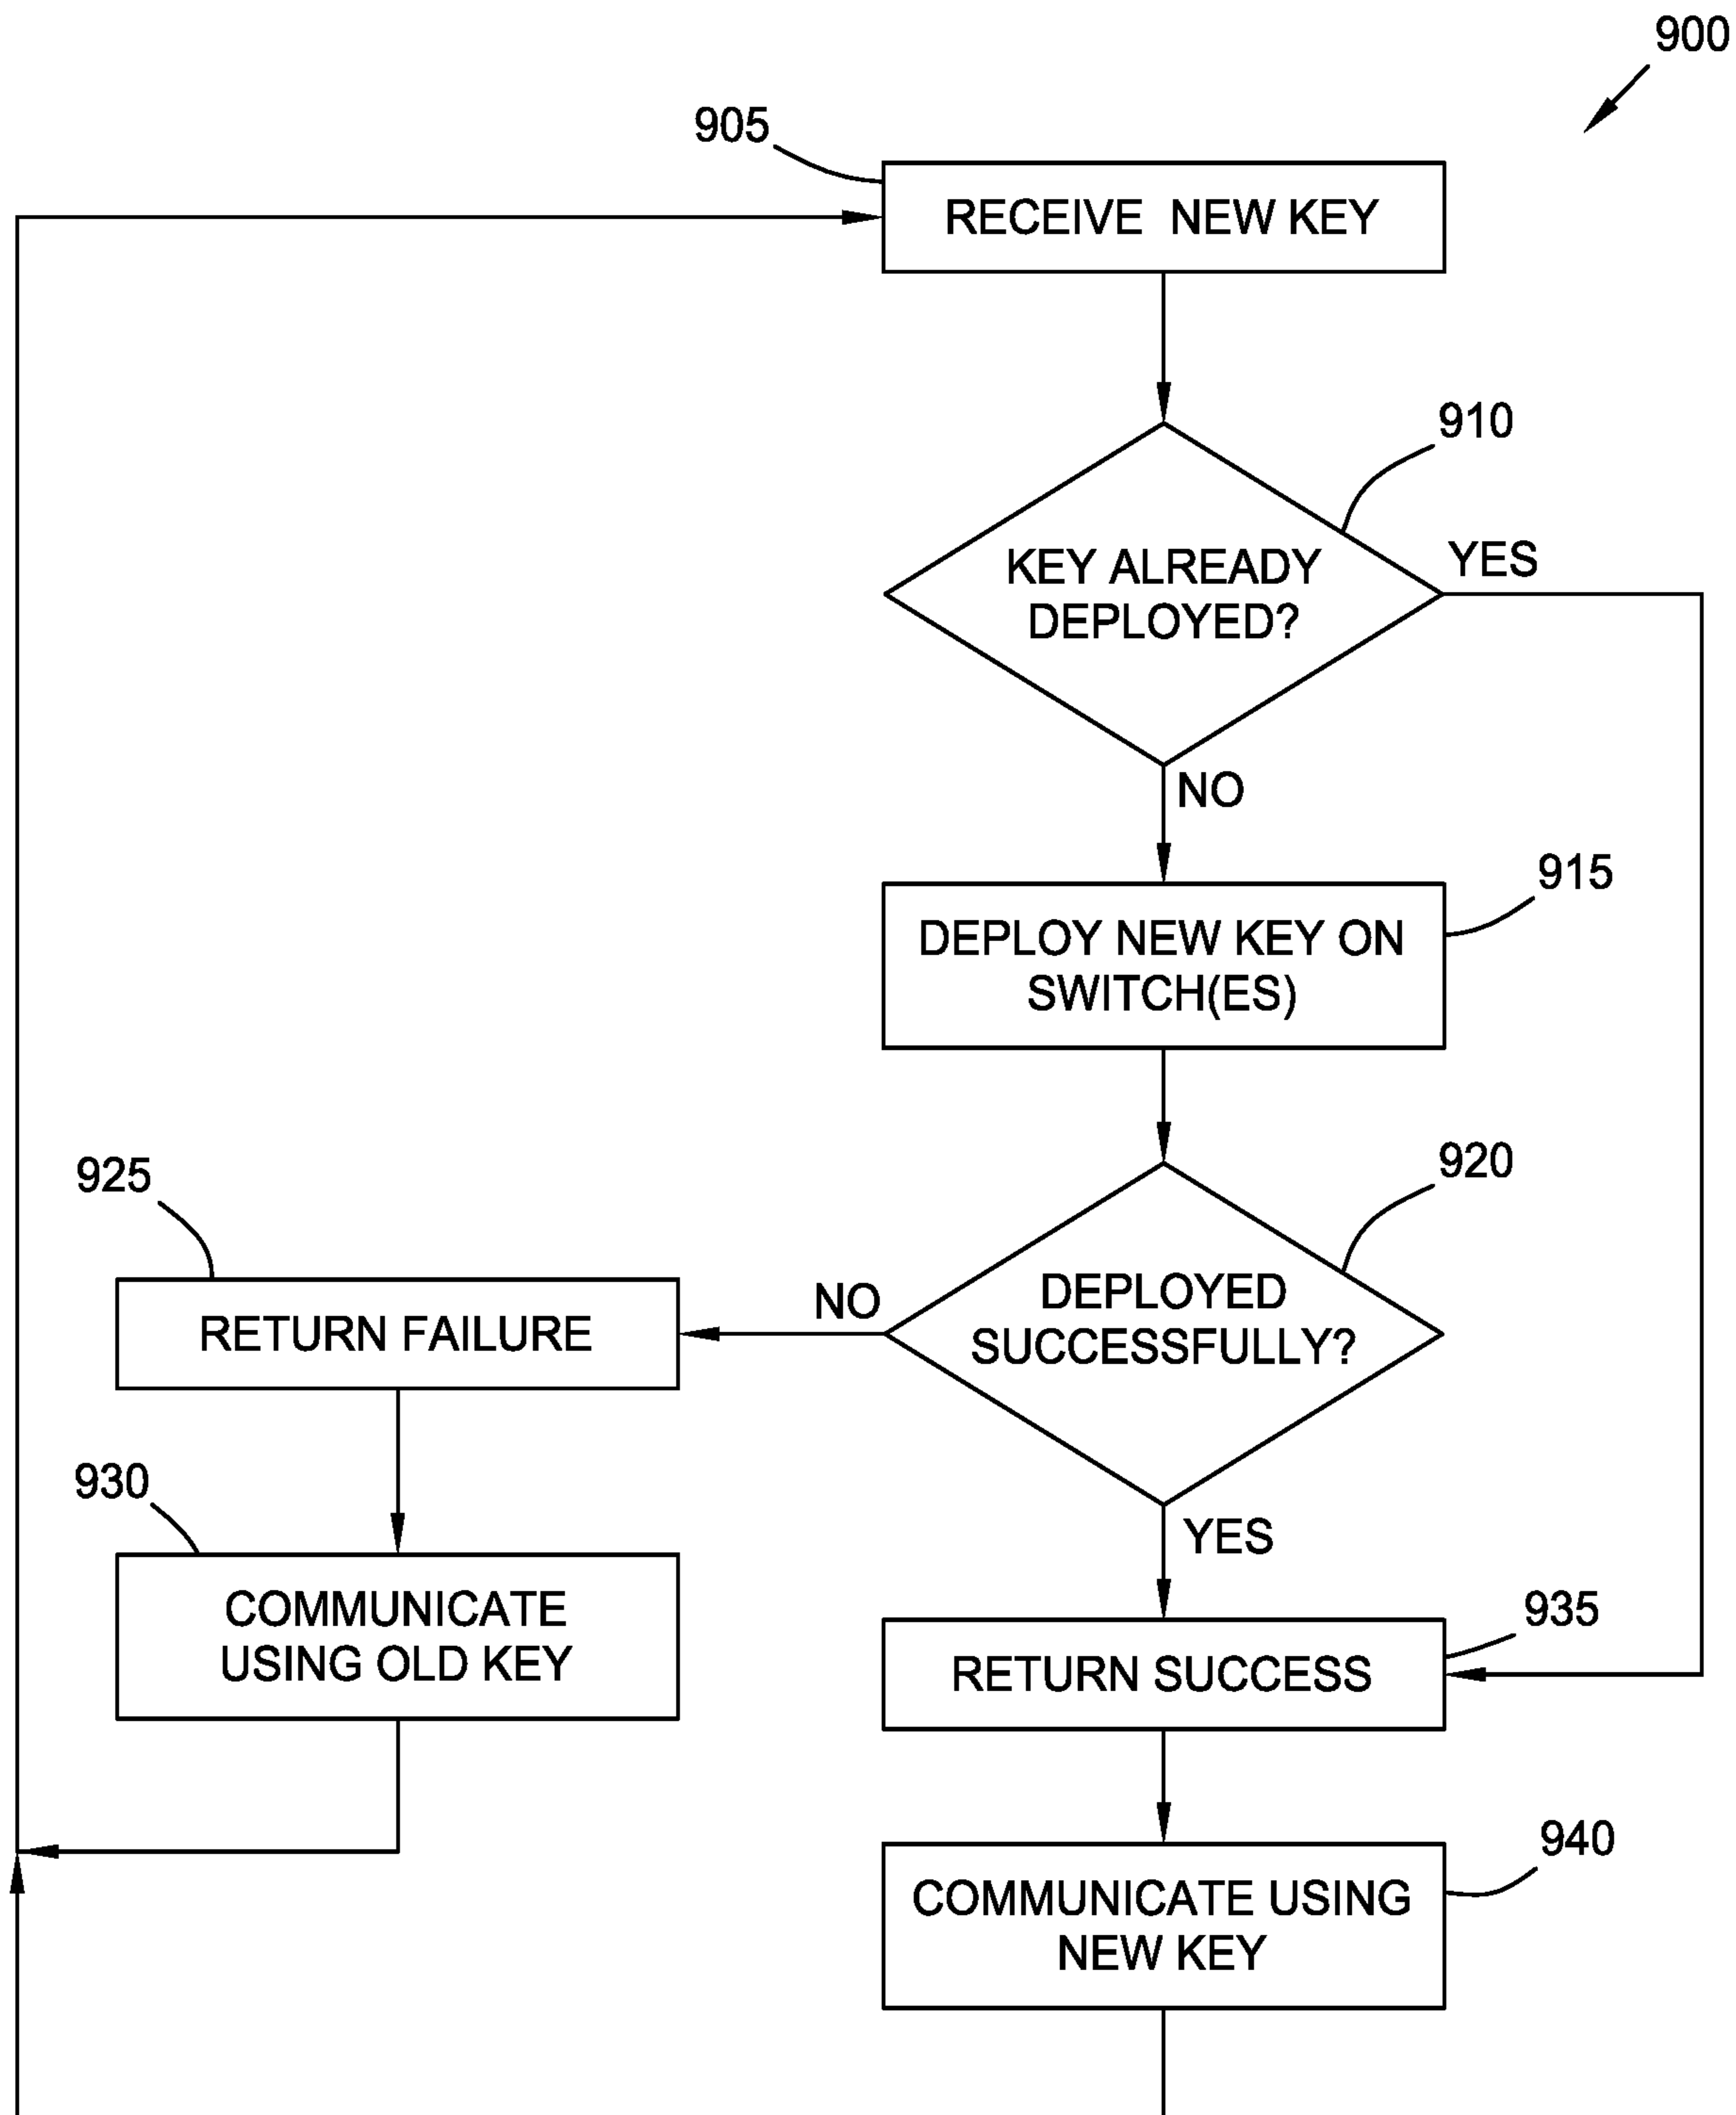 900
905
RECEIVE NEW KEY
910
KEY ALREADY
DEPLOYED?
YES
NO
915
DEPLOY NEW KEY ON
SWITCH(ES)
920
925
DEPLOYED
SUCCESSFULLY?
NO
RETURN FAILURE
YES
930
COMMUNICATE
USING OLD KEY
935
RETURN SUCCESS
940
COMMUNICATE USING
NEW KEY